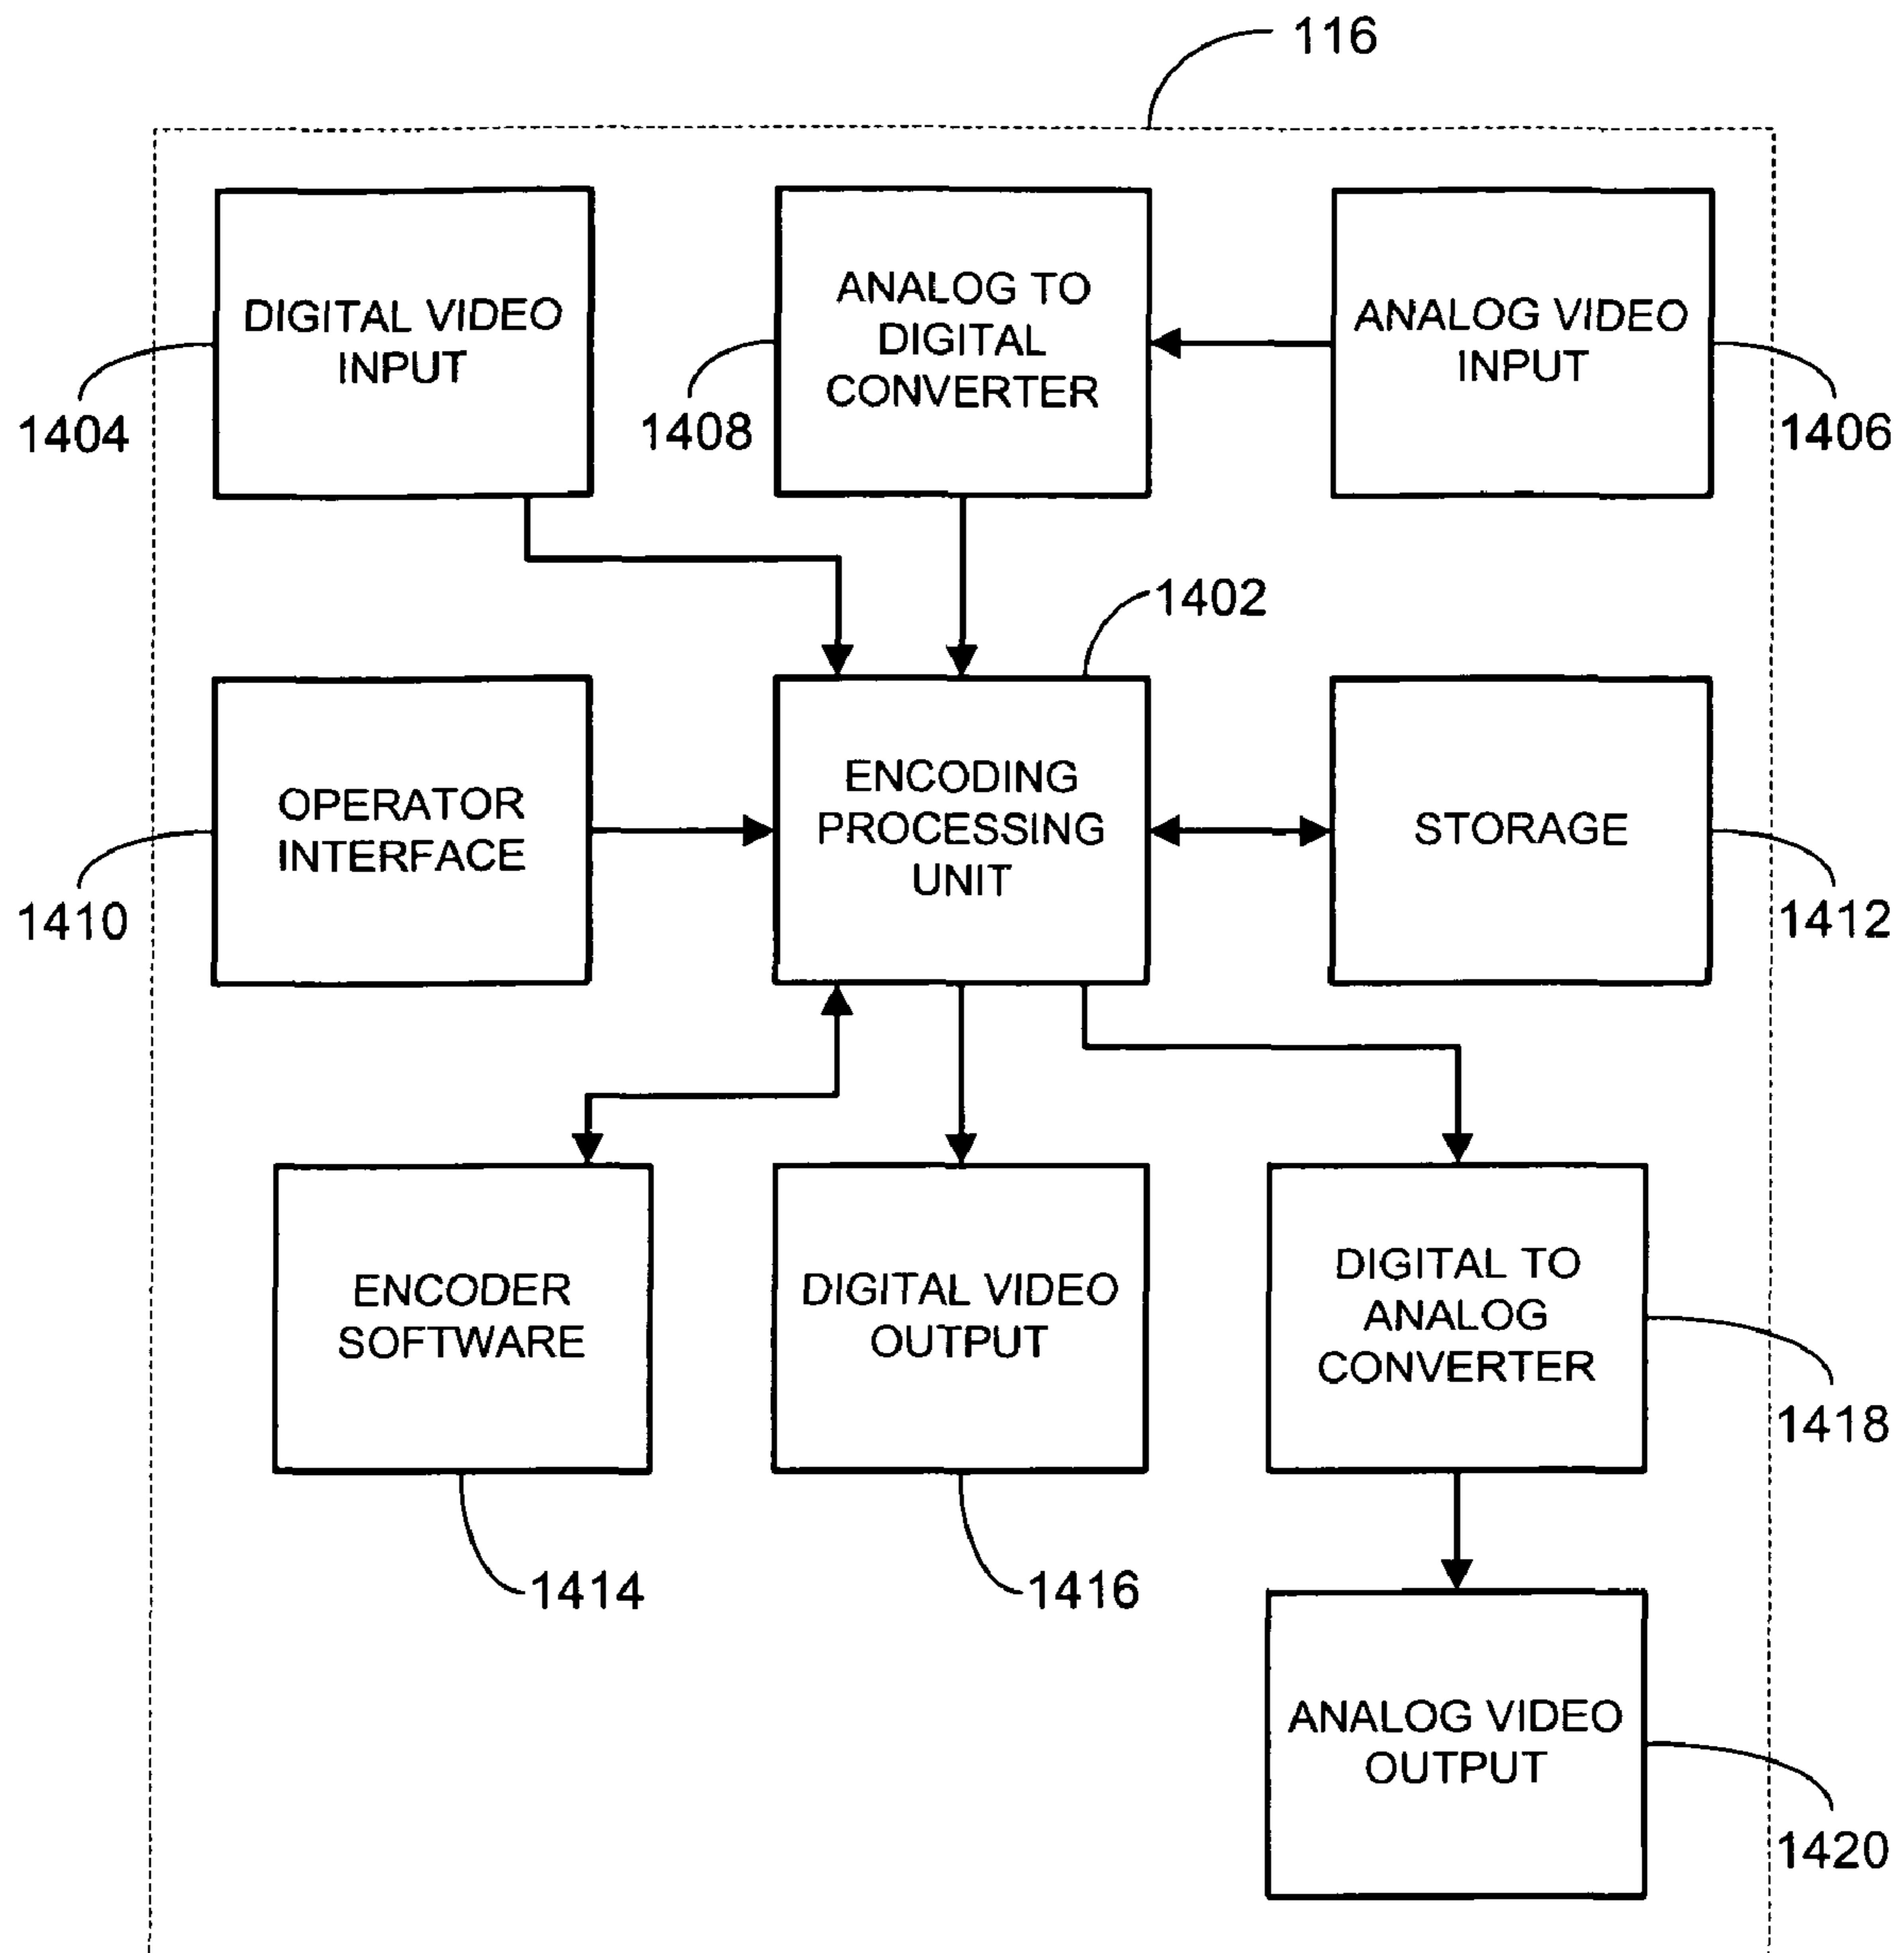 116
DIGITAL VIDEO
INPUT
ANALOG TO
DIGITAL
CONVERTER
ANALOG VIDEO
INPUT
1404
1408
1406
1402
OPERATOR
INTERFACE
ENCODING
PROCESSING
UNIT
STORAGE
1410
1412
ENCODER
SOFTWARE
DIGITAL VIDEO
OUTPUT
DIGITAL TO
ANALOG
CONVERTER
1418
1414
1416
ANALOG VIDEO
OUTPUT
1420